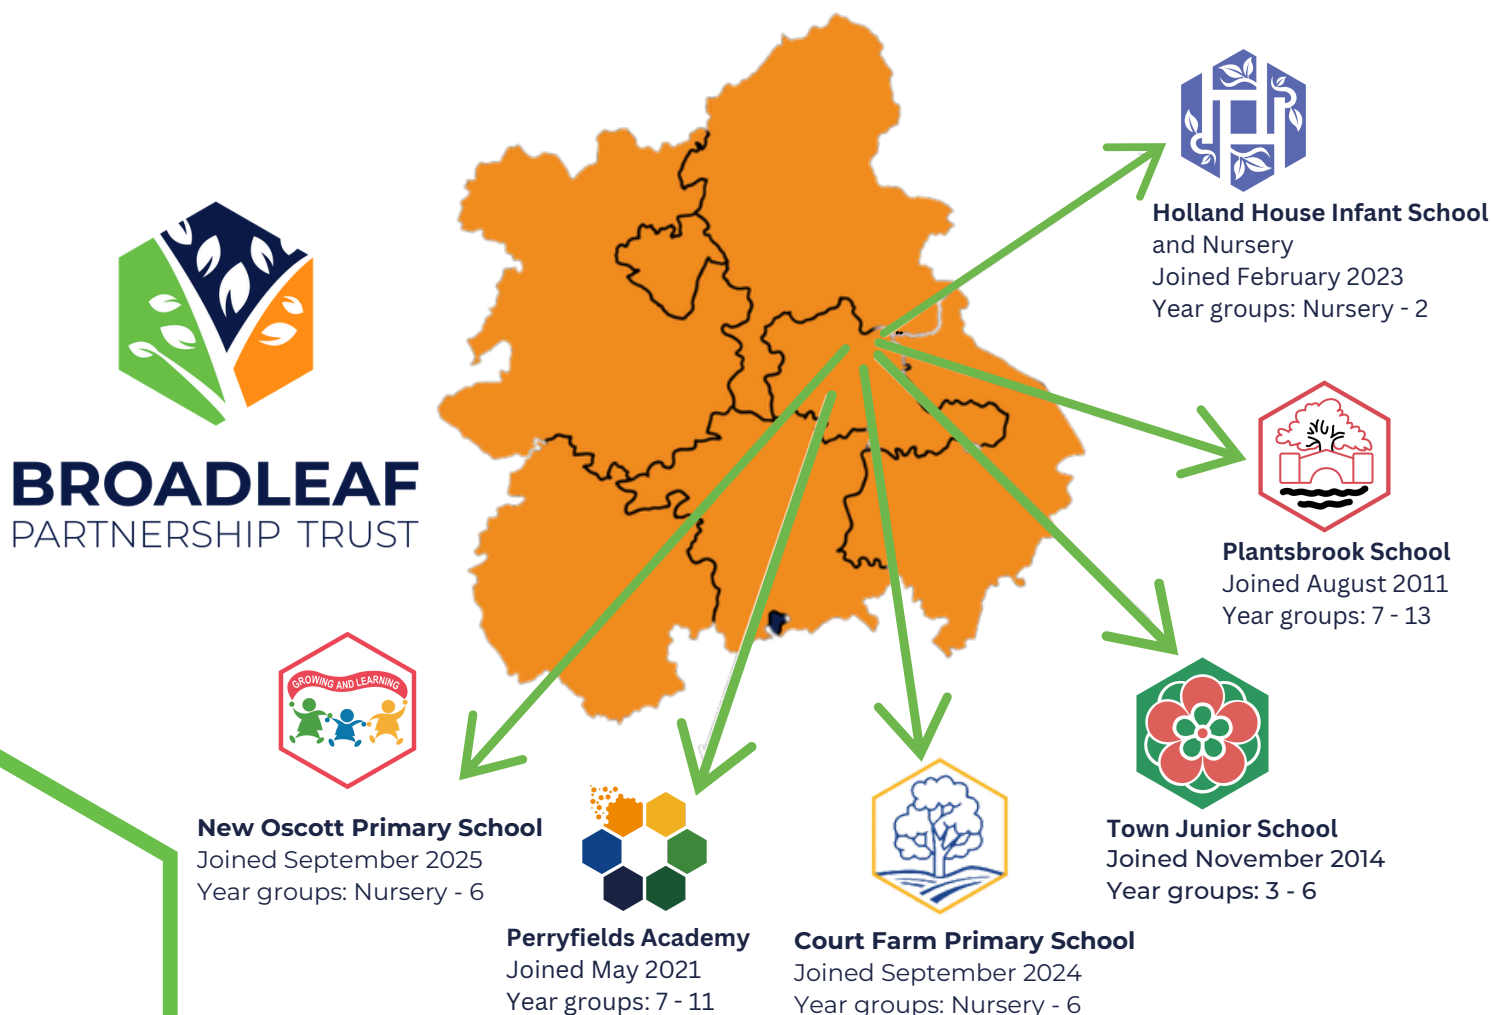 BROADLEAF
PARTNERSHIP TRUST
Holland House Infant School
and Nursery
Joined February 2023
Year groups: Nursery - 2
Plantsbrook School
Joined August 2011
Year groups: 7 - 13
Town Junior School
Joined November 2014
Year groups: 3 - 6
GROWING AND LEARNING
New Oscott Primary School
Joined September 2025
Year groups: Nursery - 6
Perryfields Academy
Joined May 2021
Year groups: 7 - 11
Court Farm Primary School
Joined September 2024
Year groups: Nursery - 6